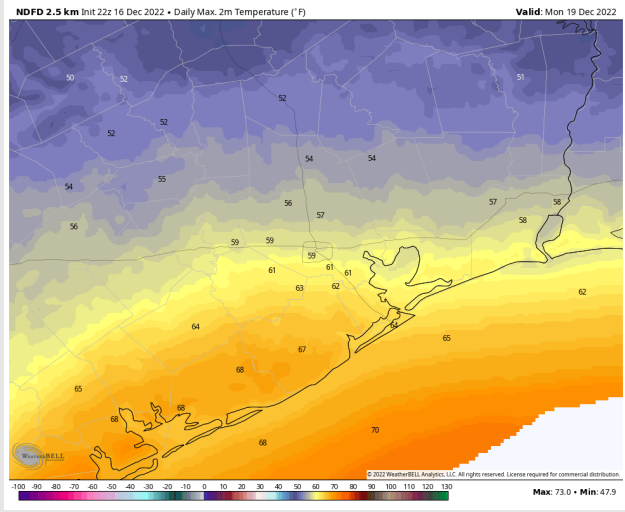 NDFD 2.5 km Init 22z 16 Dec 2022 • Daily Max. 2m Temperature (°F)
Valid: Mon 19 Dec 2022
50 52 51
52
52
52
54 54
54 55
56 57 58
56 57 58
59 59
59
61 61 61
63 62 62
64 64
67 65
68
65 68
68
70
68
WeatherBELL
© 2022 WeatherBELL Analytics, LLC. All rights reserved. License required for commercial distribution.
-100 -90 -80 -70 -60 -50 -40 -30 -20 -10 0 10 20 30 40 50 60 70 80 90 100 110 120 130
Max: 73.0 • Min: 47.9